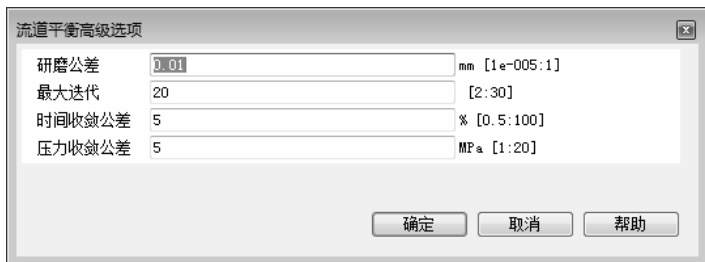 流道平衡高级选项
研磨公差 0.01 mm [1e-005:1]
最大迭代 20 [2:30]
时间收敛公差 5 % [0.5:100]
压力收敛公差 5 MPa [1:20]
确定 取消 帮助